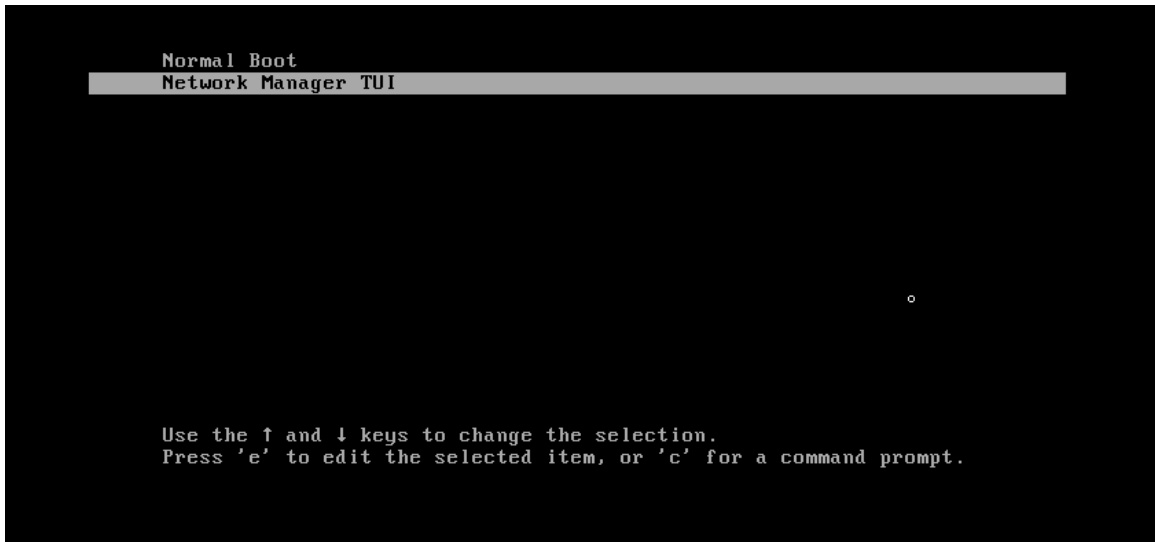 Normal Boot
Network Manager TUI
Use the ↑ and ↓ keys to change the selection.
Press 'e' to edit the selected item, or 'c' for a command prompt.